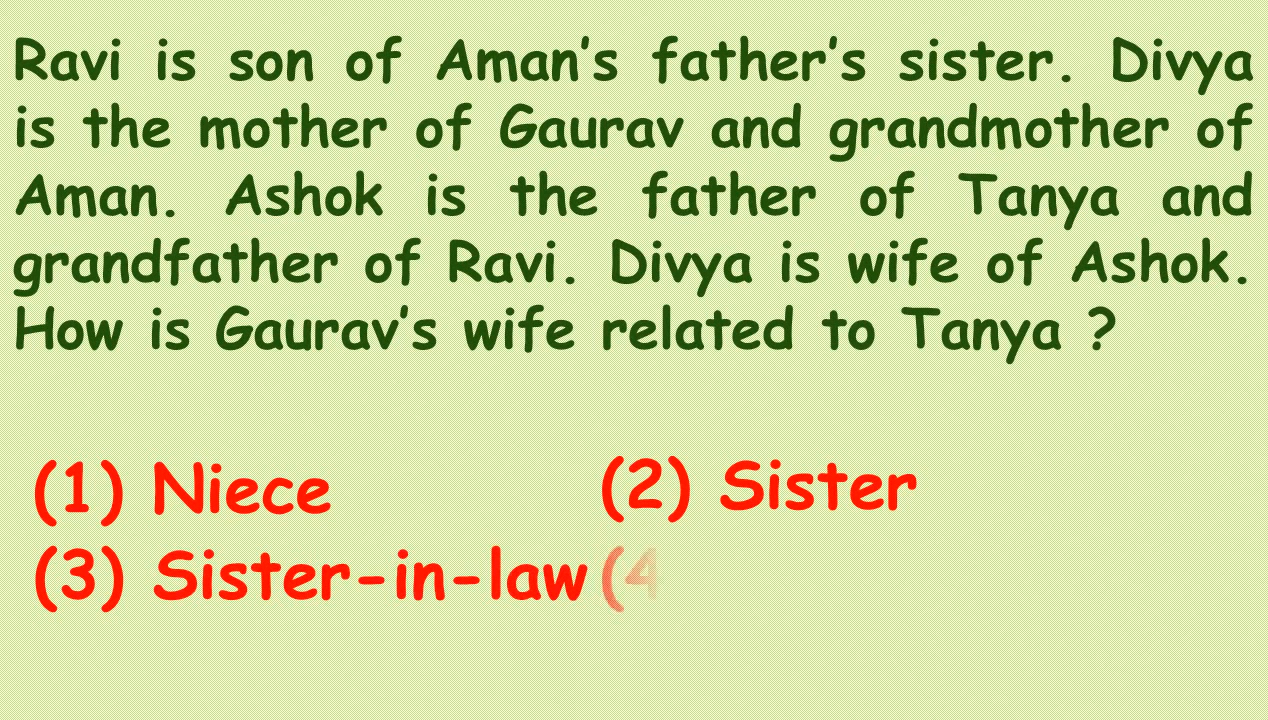 Ravi is son of Aman's father's sister. Divya
is the mother of Gaurav and grandmother of
Aman. Ashok is the father of Tanya and
grandfather of Ravi. Divya is wife of Ashok.
How is Gaurav's wife related to Tanya ?
(1) Niece (2) Sister
(3) Sister-in-law (4